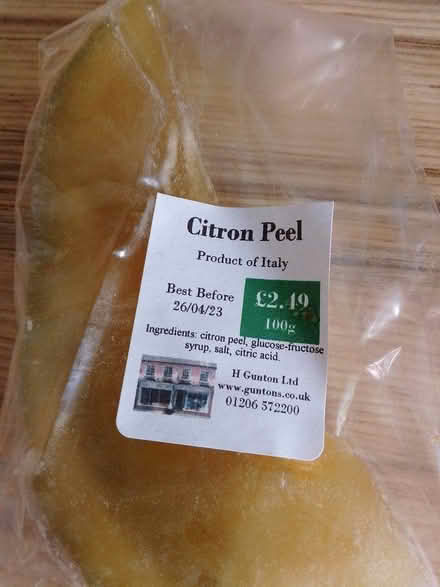 Citron Peel
Product of Italy
Best Before
26/04/23
£2.49
100g
Ingredients: citron peel, glucose-fructose
syrup, salt, citric acid.
H Gunton Ltd
www.guntons.co.uk
01206 572200